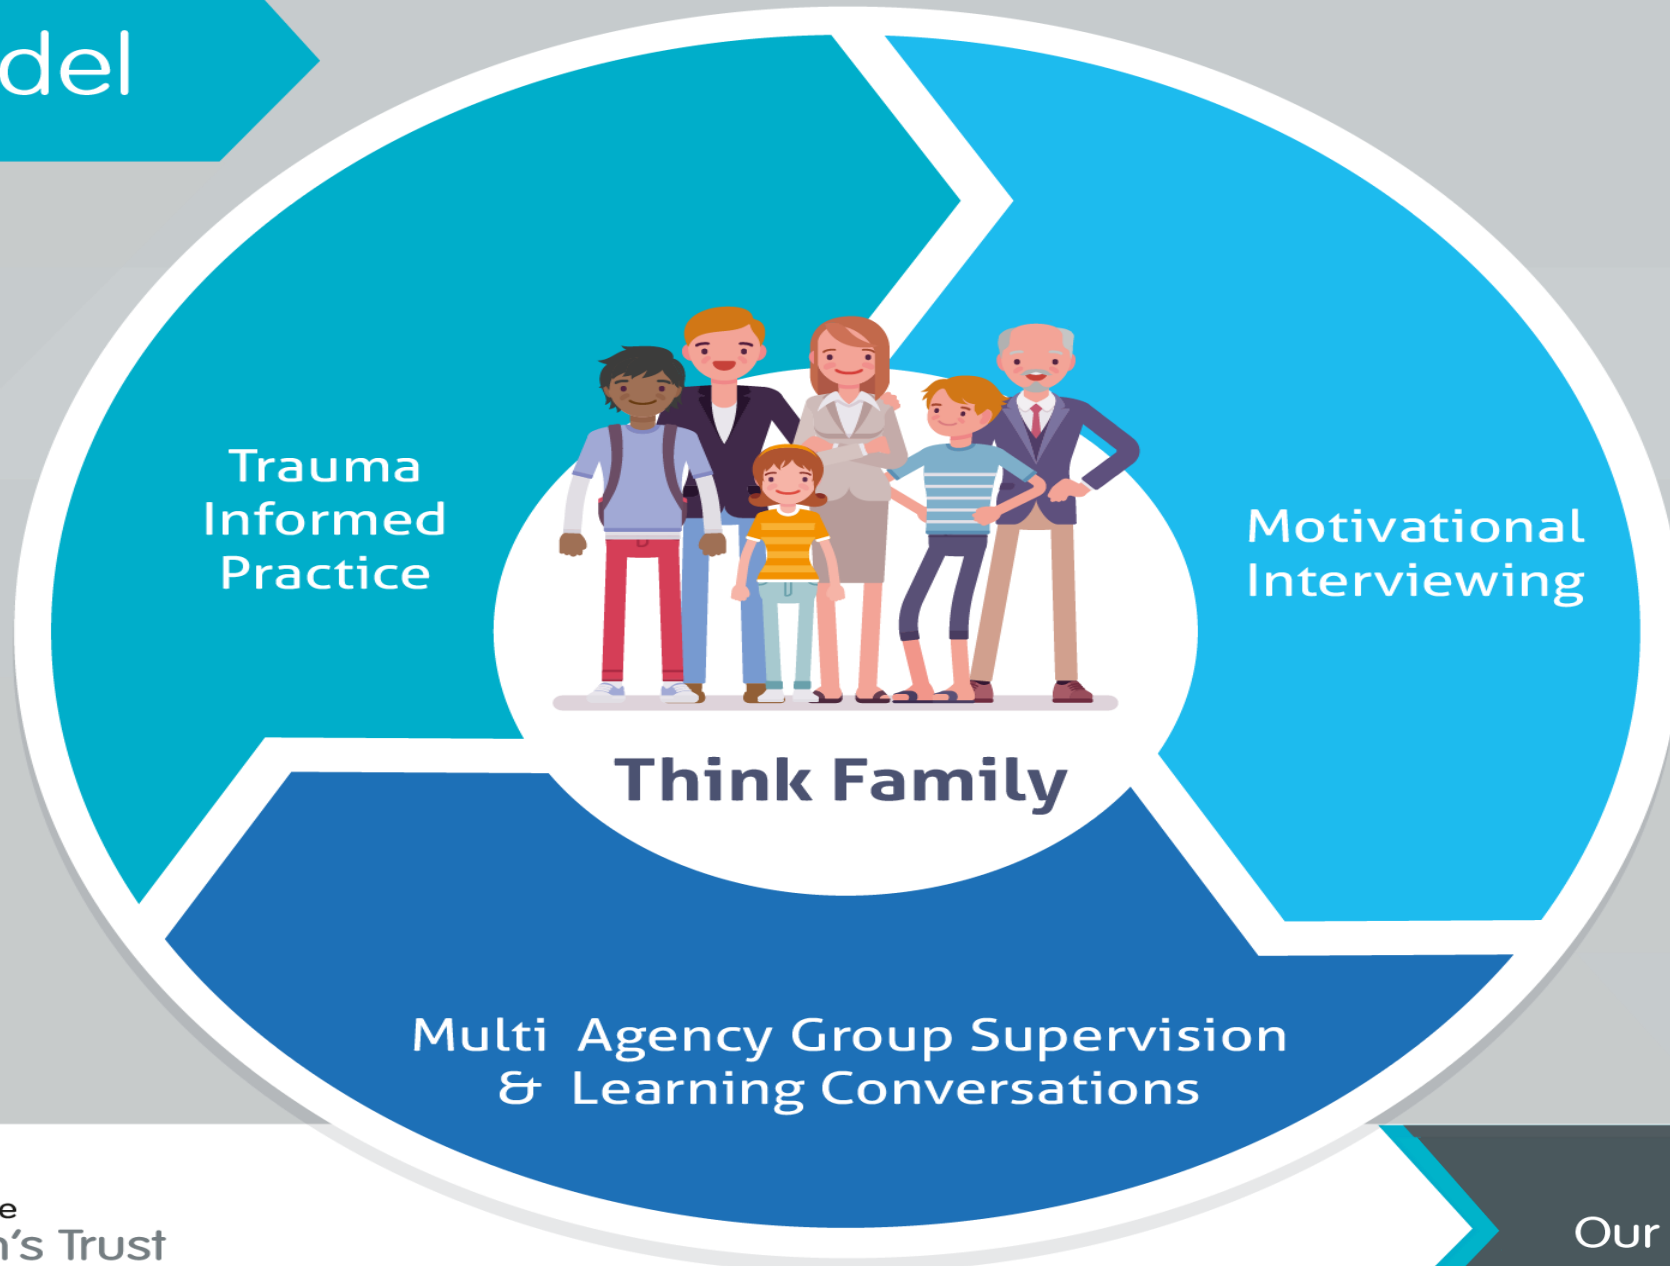 del
Trauma
Informed
Practice
Motivational
Interviewing
Think Family
Multi Agency Group Supervision
& Learning Conversations
e
n's Trust
Our